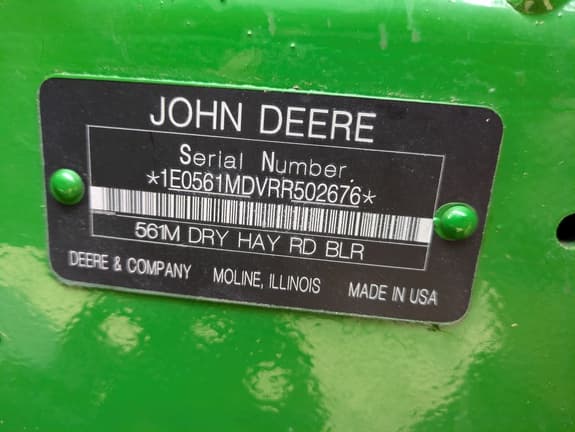 JOHN DEERE
Serial Number
*1E0561MDVRR502676*
561M DRY HAY RD BLR
DEERE & COMPANY MOLINE, ILLINOIS MADE IN USA